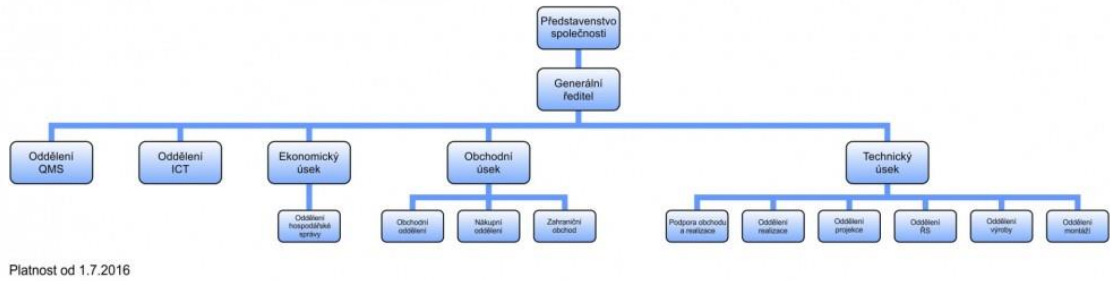 Představenstvo
společnosti
Generální
ředitel
Oddělení
QMS
Oddělení
ICT
Ekonomický
úsek
Obchodní
úsek
Technický
úsek
Oddělení
hospodářské
správy
Obchodní
oddělení
Nákupní
oddělení
Zahraniční
obchod
Podpora obchodu
a realizace
Oddělení
realizace
Oddělení
projekce
Oddělení
ŘS
Oddělení
výroby
Oddělení
montáží
Platnost od 1.7.2016